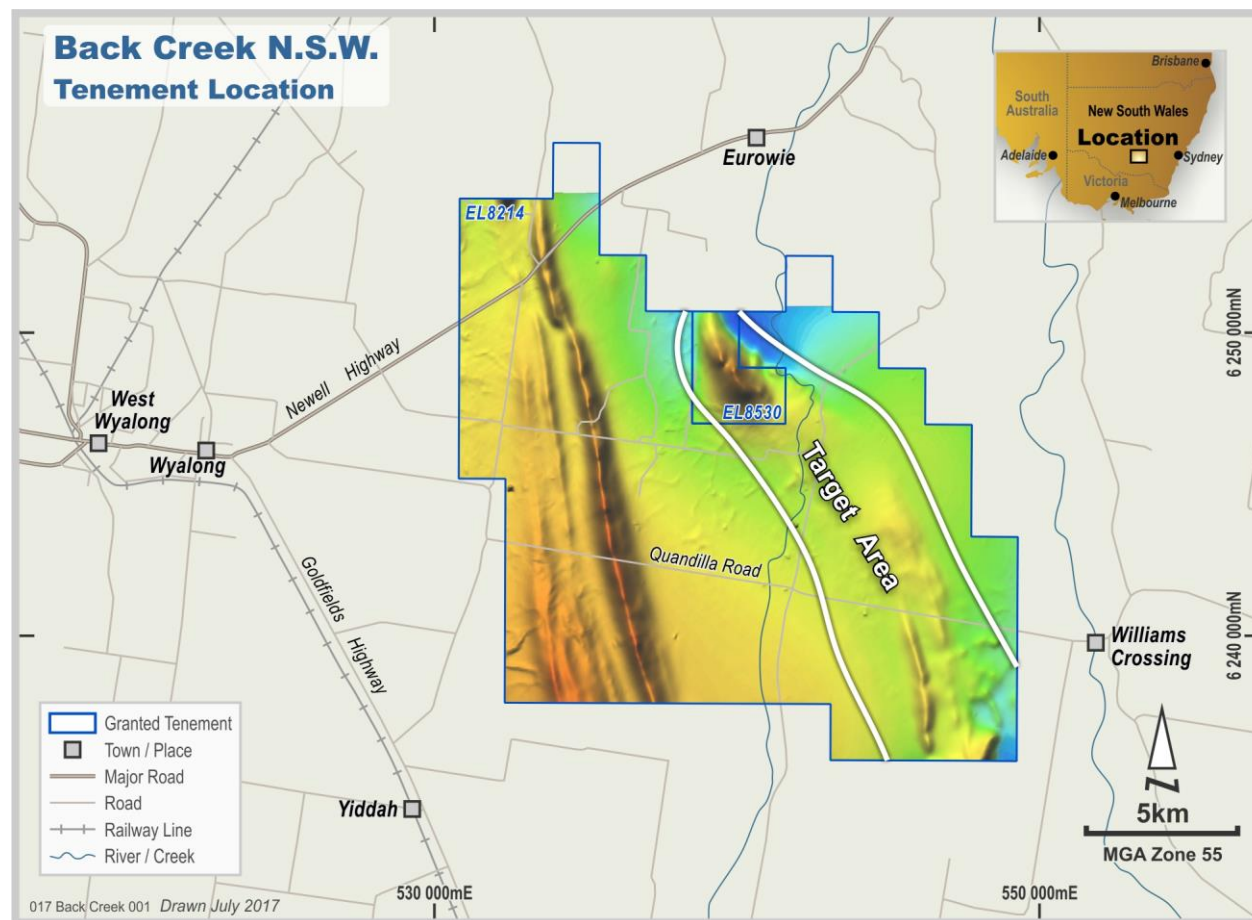 Back Creek N.S.W.
Tenement Location
Brisbane
South
Australia
New South Wales
Location
Adelaide
Sydney
Victoria
Melbourne
Eurowie
EL8214
6 250 000mN
Newell Highway
West
Wyalong
Wyalong
EL8530
Target Area
Quandilla Road
Goldfields Highway
6 240 000mN
Williams
Crossing
Granted Tenement
Town / Place
Major Road
Road
Railway Line
River / Creek
Yiddah
N
5km
MGA Zone 55
530 000mE
550 000mE
017 Back Creek 001 Drawn July 2017